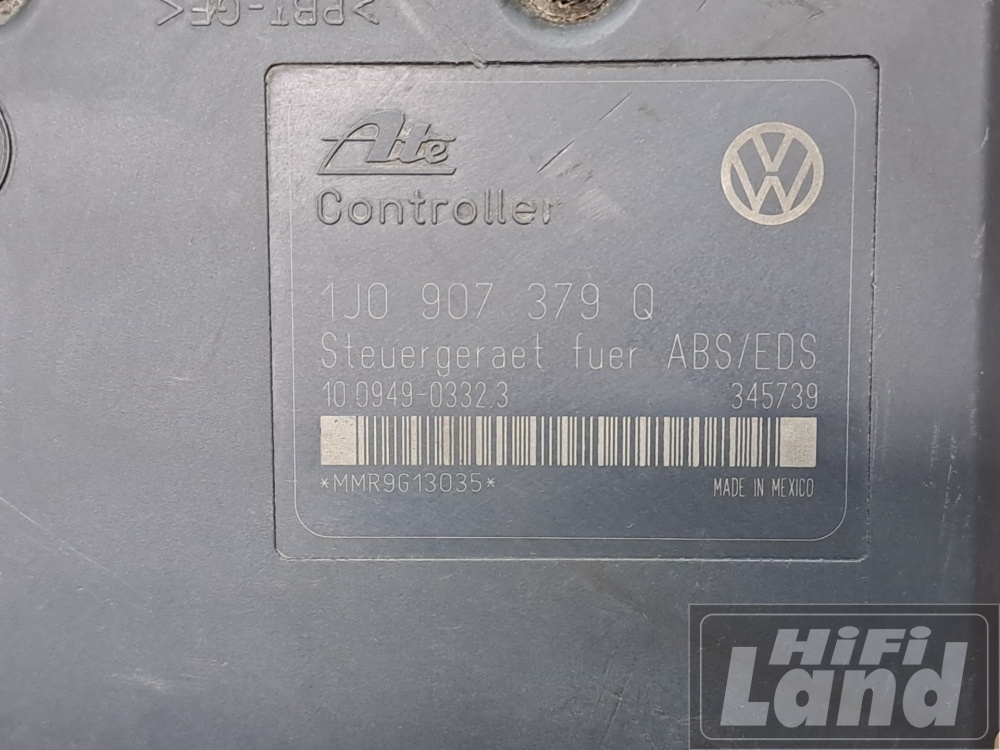 >PBT-GF
Ate
Controller
1J0 907 379 Q
Steuergeraet fuer ABS/EDS
10.0949-0332.3 345739
*MMR9G13035*
MADE IN MEXICO
HiFi
Land